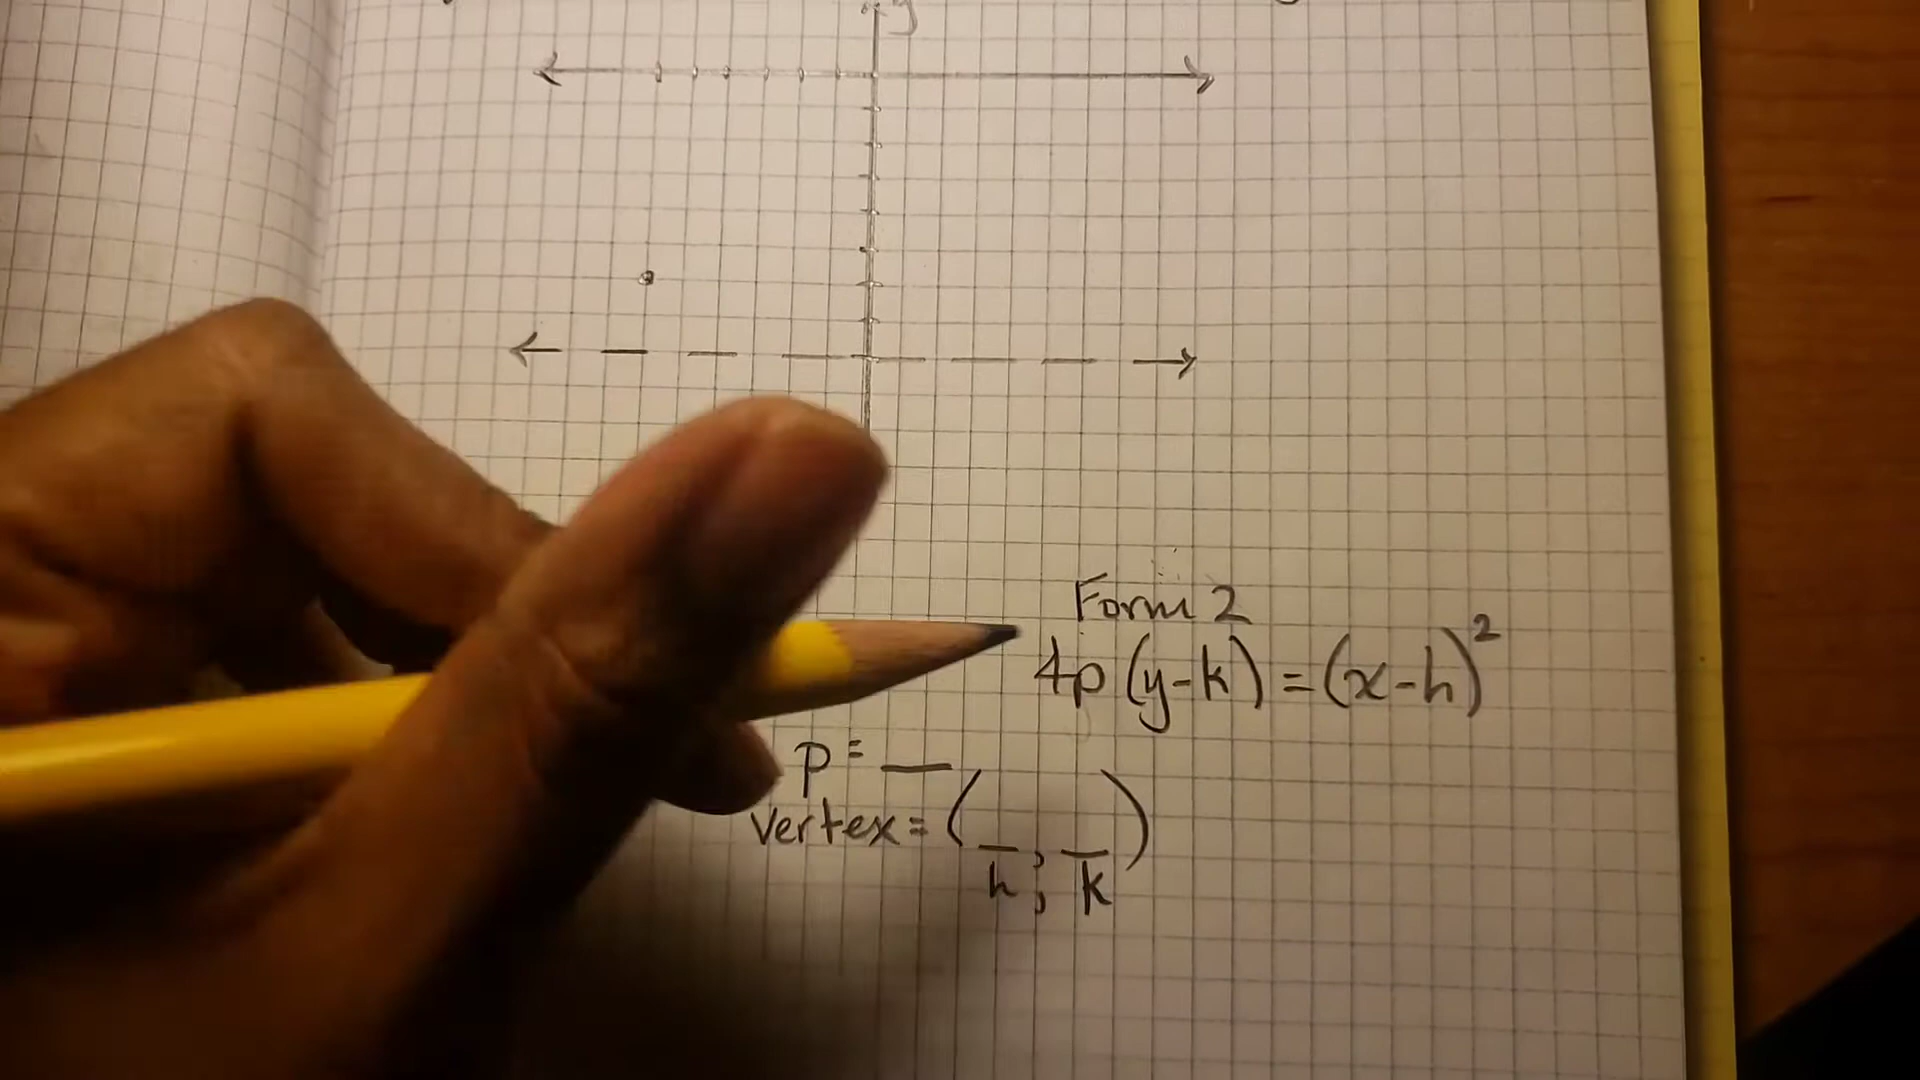 y
Form 2
4p(y-k)=(x-h)²
p=__
vertex=(__;__)
h ; k